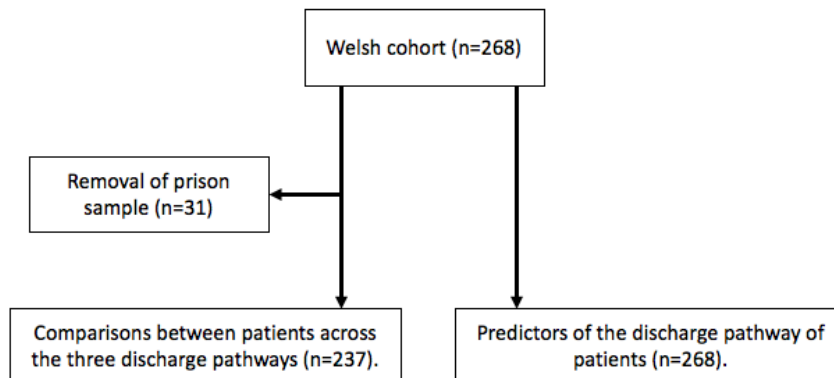 Welsh cohort (n=268)
Removal of prison
sample (n=31)
Comparisons between patients across
the three discharge pathways (n=237).
Predictors of the discharge pathway of
patients (n=268).